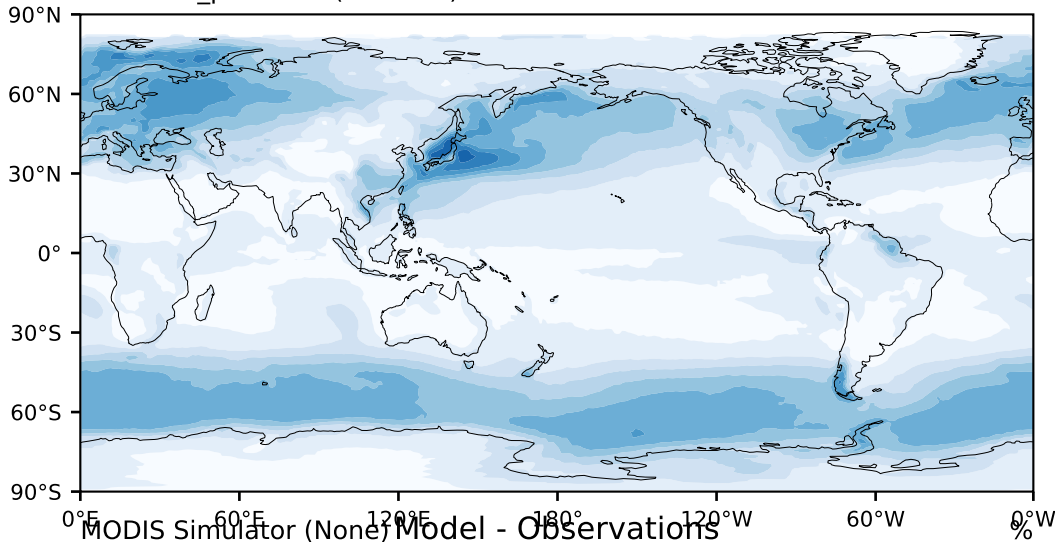 90°N
60°N
30°N
0°
30°S
60°S
90°S
0°E 60°E 120°E 180° 120°W 60°W 0°W
MODIS Simulator (None) Model - Observations %